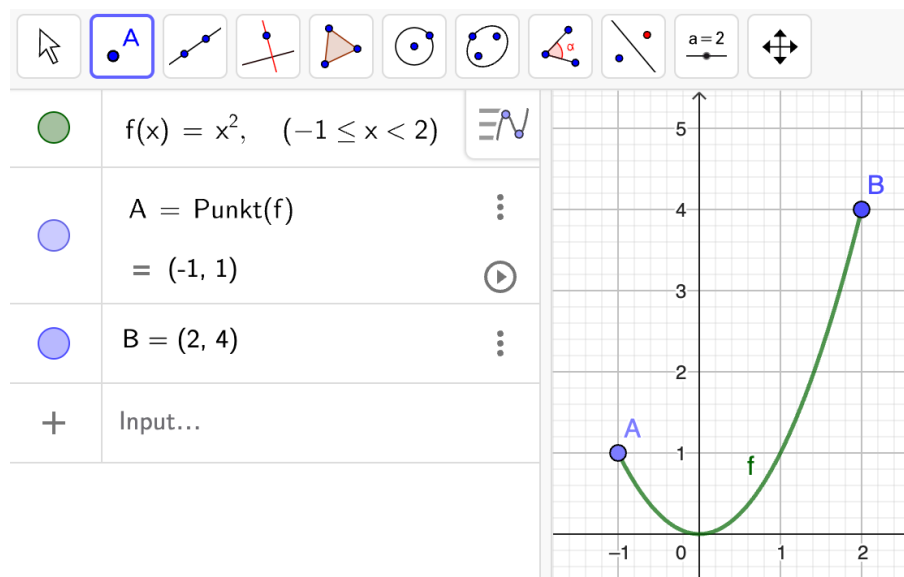 A
α
a = 2
f(x) = x², (−1 ≤ x < 2)
A = Punkt(f)
= (-1, 1)
B = (2, 4)
+ Input…
5
4
3
2
1
–1 0 1 2
A
B
f